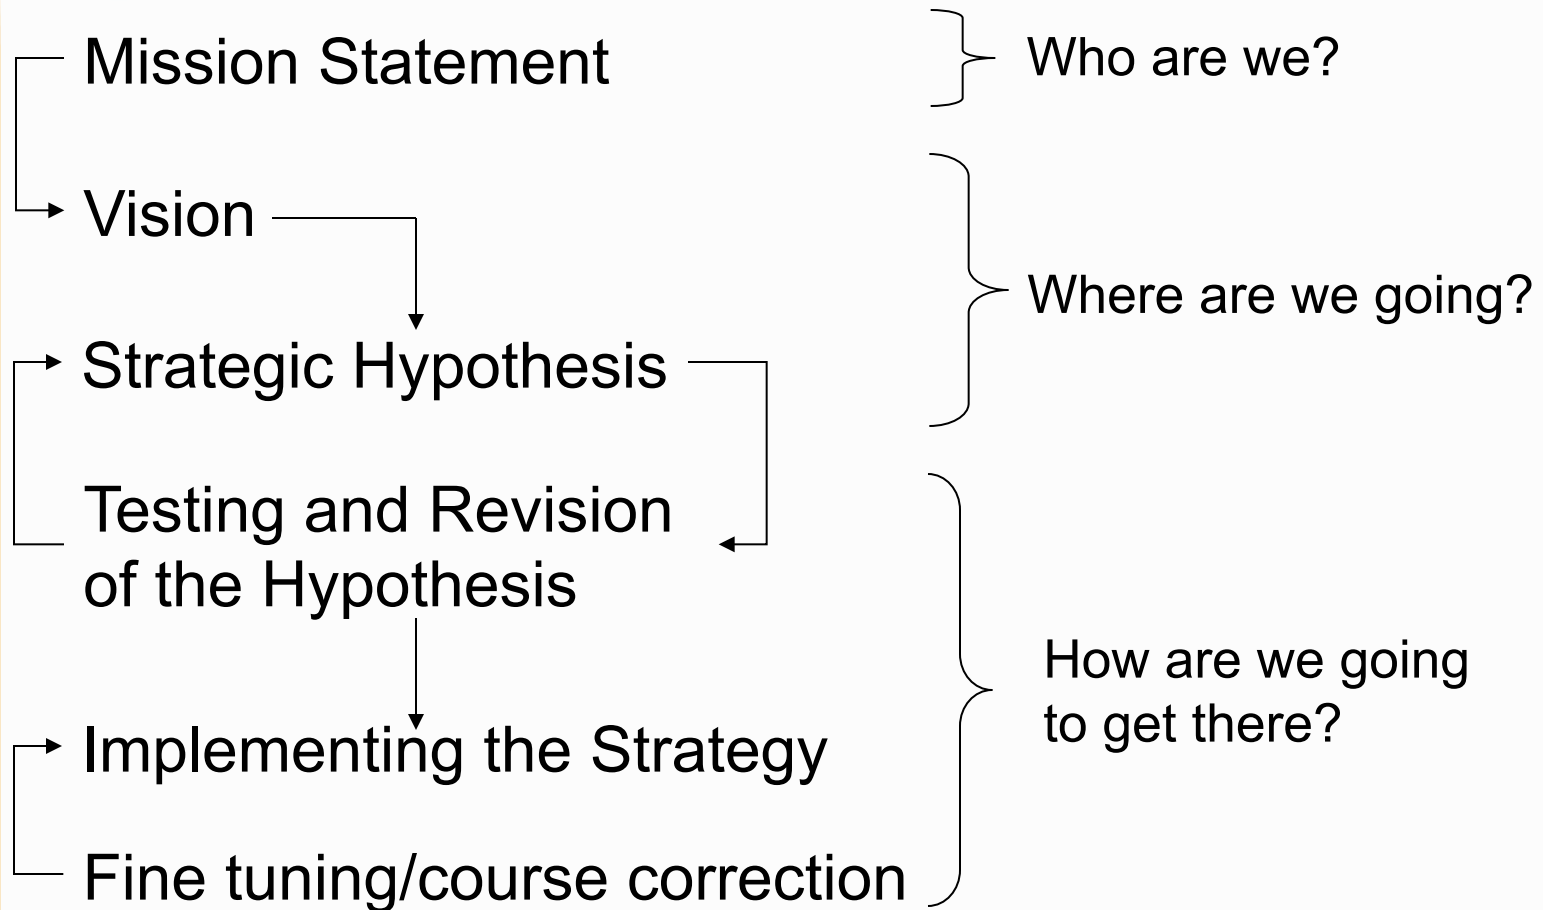 Mission Statement
Who are we?
Vision
Where are we going?
Strategic Hypothesis
Testing and Revision
of the Hypothesis
How are we going
to get there?
Implementing the Strategy
Fine tuning/course correction